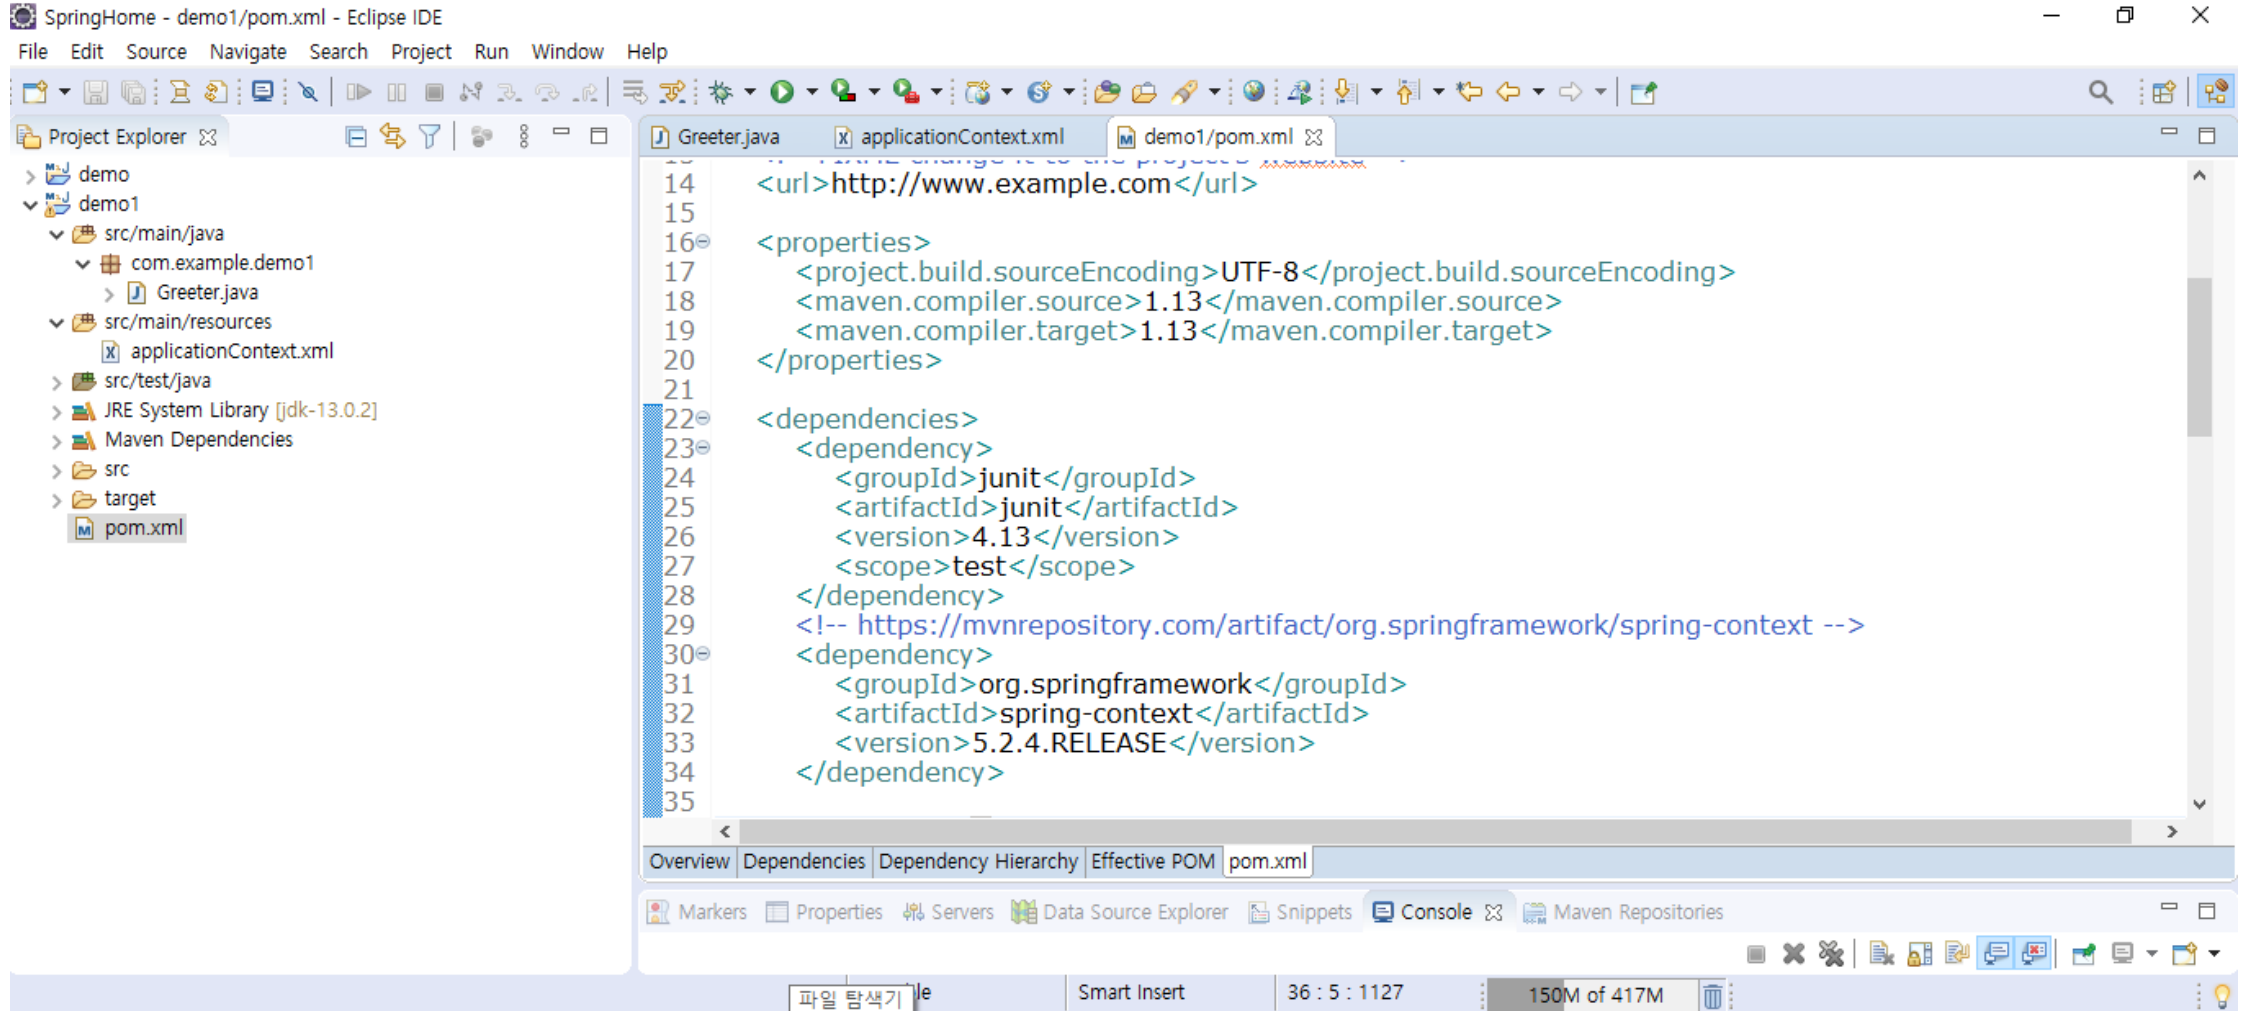 SpringHome - demo1/pom.xml - Eclipse IDE
File Edit Source Navigate Search Project Run Window Help
Project Explorer
demo
demo1
src/main/java
com.example.demo1
Greeter.java
src/main/resources
applicationContext.xml
src/test/java
JRE System Library [jdk-13.0.2]
Maven Dependencies
src
target
pom.xml
Greeter.java applicationContext.xml demo1/pom.xml
14 <url>http://www.example.com</url>
15
16 <properties>
17 <project.build.sourceEncoding>UTF-8</project.build.sourceEncoding>
18 <maven.compiler.source>1.13</maven.compiler.source>
19 <maven.compiler.target>1.13</maven.compiler.target>
20 </properties>
21
22 <dependencies>
23 <dependency>
24 <groupId>junit</groupId>
25 <artifactId>junit</artifactId>
26 <version>4.13</version>
27 <scope>test</scope>
28 </dependency>
29 <!-- https://mvnrepository.com/artifact/org.springframework/spring-context -->
30 <dependency>
31 <groupId>org.springframework</groupId>
32 <artifactId>spring-context</artifactId>
33 <version>5.2.4.RELEASE</version>
34 </dependency>
35
Overview Dependencies Dependency Hierarchy Effective POM pom.xml
Markers Properties Servers Data Source Explorer Snippets Console Maven Repositories
파일 탐색기 Smart Insert 36 : 5 : 1127 150M of 417M